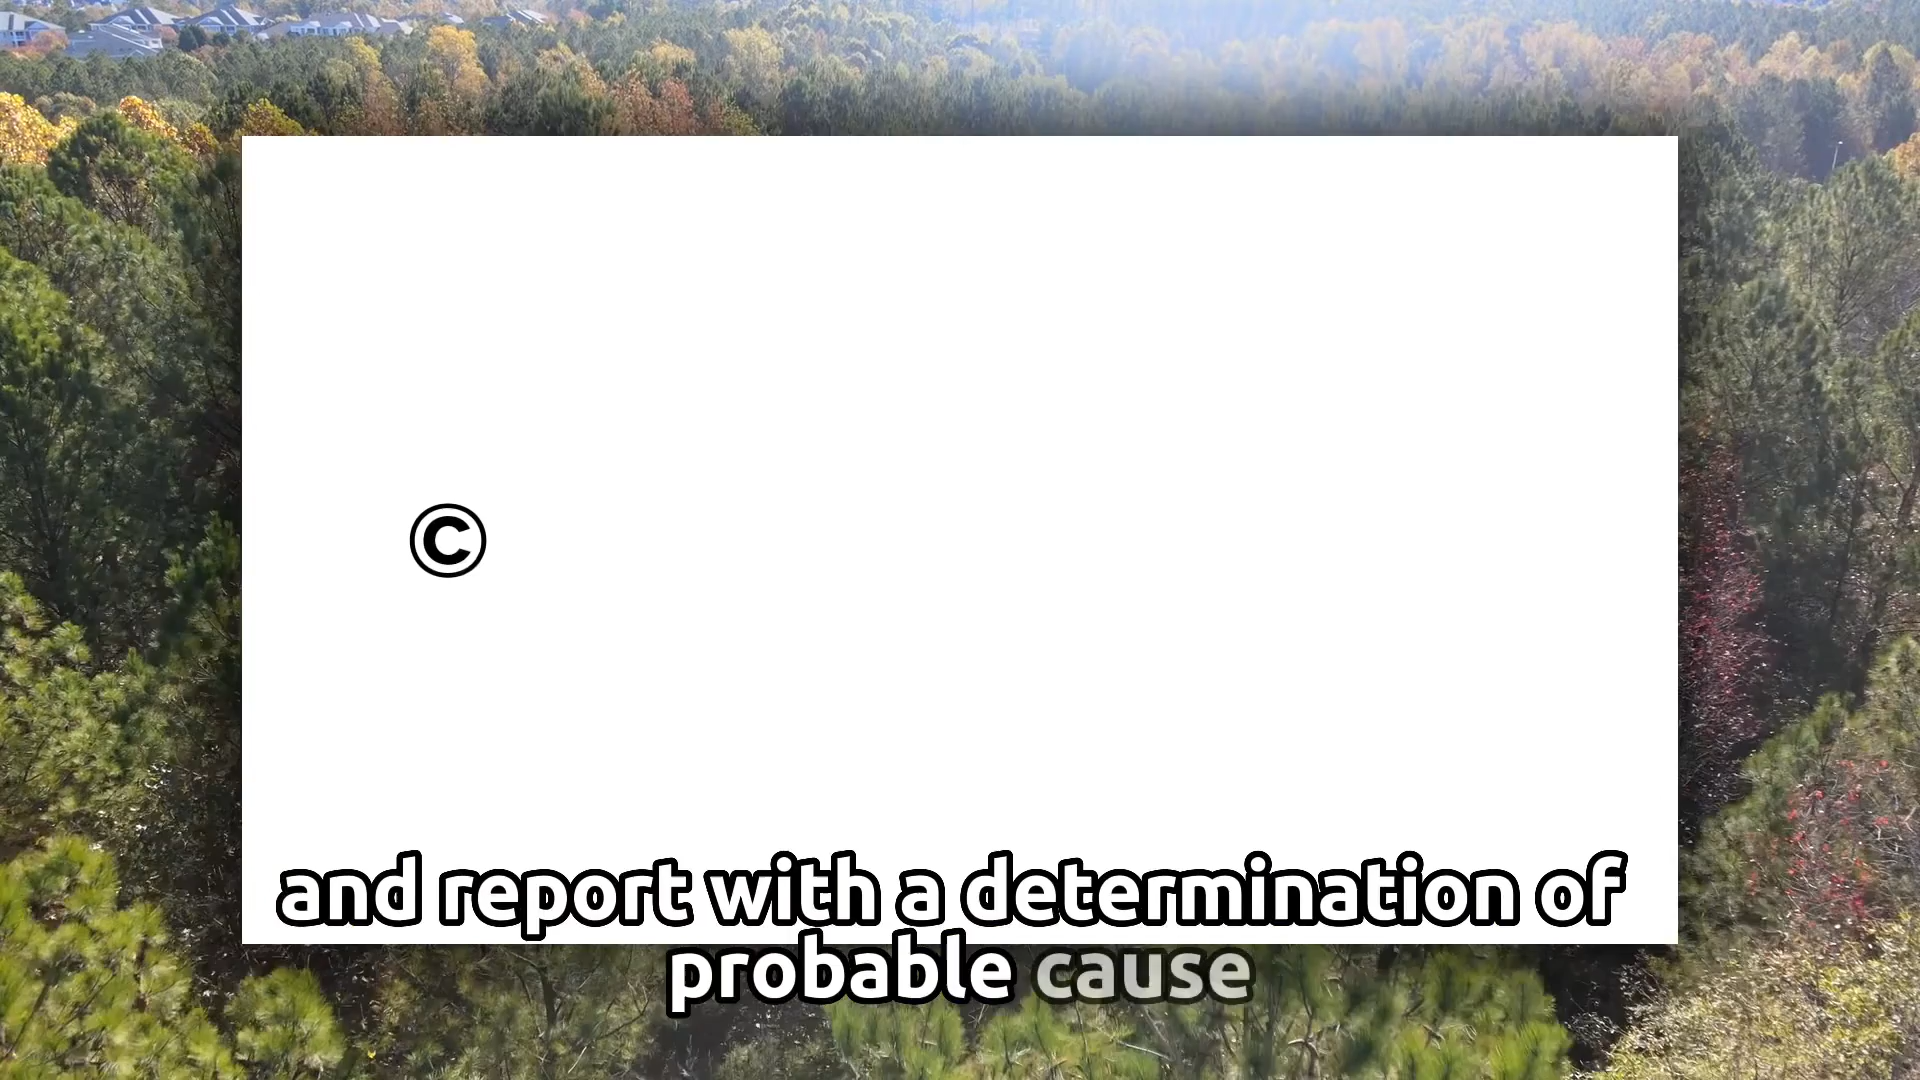 ©
and report with a determination of
probable cause